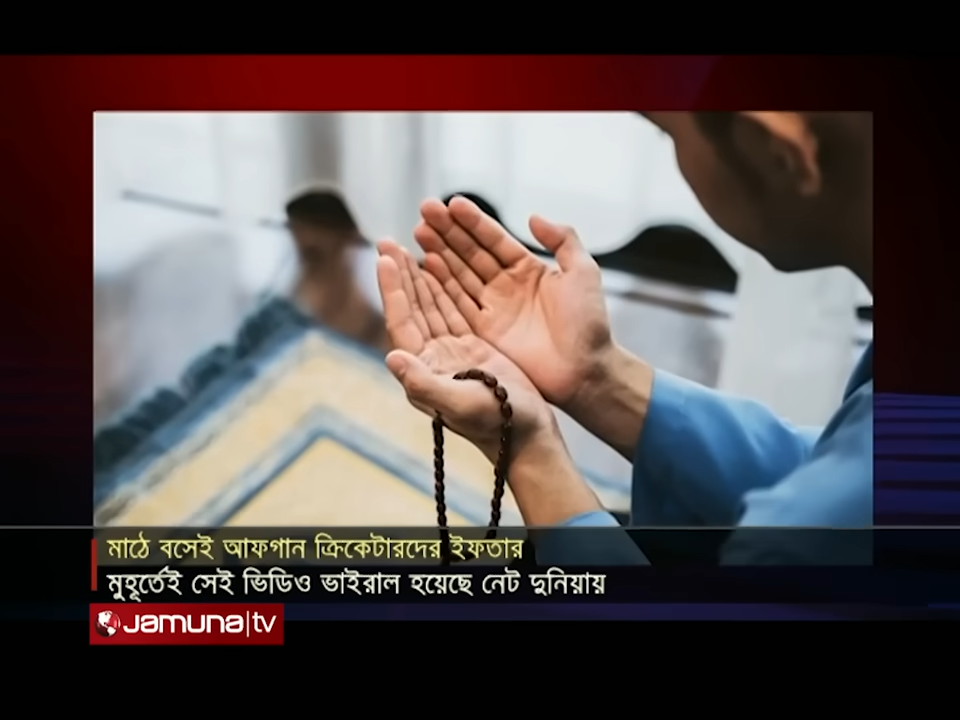 মাঠে বসেই আফগান ক্রিকেটারদের ইফতার
মুহূর্তেই সেই ভিডিও ভাইরাল হয়েছে নেট দুনিয়ায়
Jamuna|tv